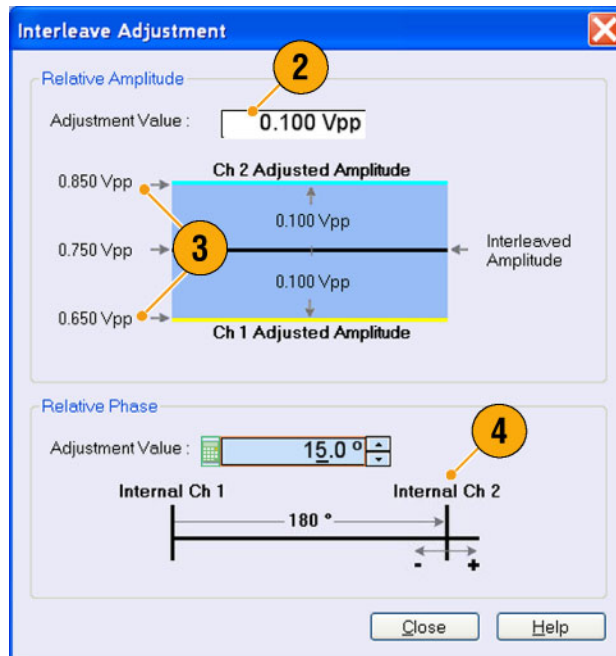 Interleave Adjustment
Relative Amplitude
2
Adjustment Value :
0.100 Vpp
0.850 Vpp
Ch 2 Adjusted Amplitude
0.100 Vpp
3
0.750 Vpp
Interleaved
Amplitude
0.100 Vpp
0.650 Vpp
Ch 1 Adjusted Amplitude
Relative Phase
Adjustment Value :
15.0 º
4
Internal Ch 1
Internal Ch 2
180 º
- +
Close
Help